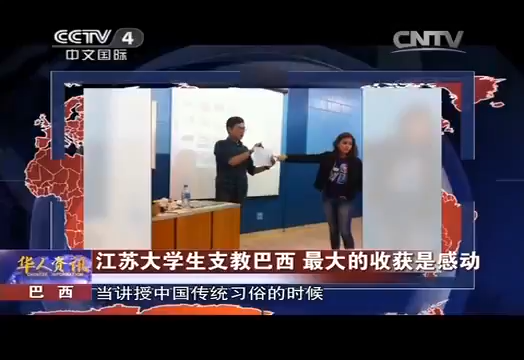 CCTV 4
中文国际
CNTV
华人资讯
CHINESE INFORMATION
江苏大学生支教巴西 最大的收获是感动
巴西
当讲授中国传统习俗的时候